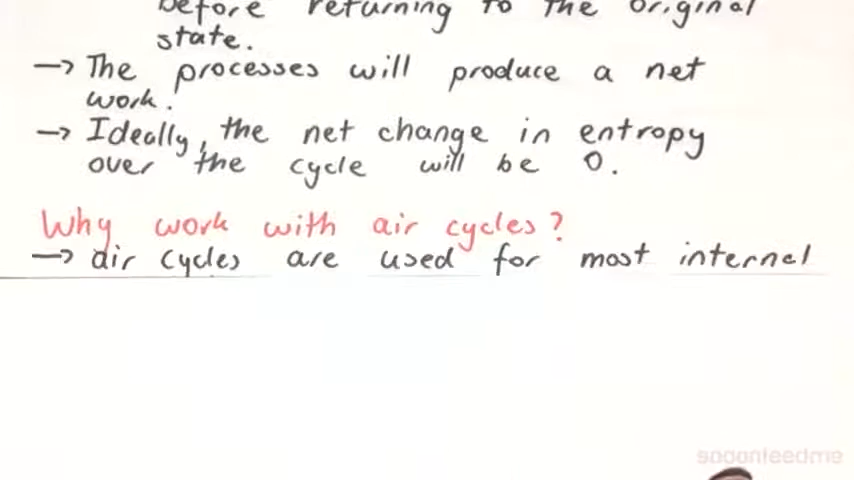 before returning to the original
state.
→ The processes will produce a net
work.
→ Ideally, the net change in entropy
over the cycle will be 0.
Why work with air cycles?
→ air cycles are used for most internal